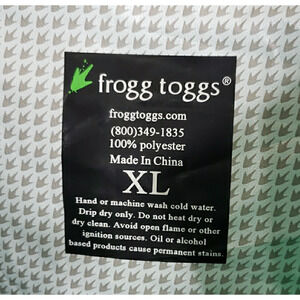 frogg toggs®
froggtoggs.com
(800)349-1835
100% polyester
Made In China
XL
Hand or machine wash cold water.
Drip dry only. Do not heat dry or
dry clean. Avoid open flame or other
ignition sources. Oil or alcohol
based products cause permanent stains.